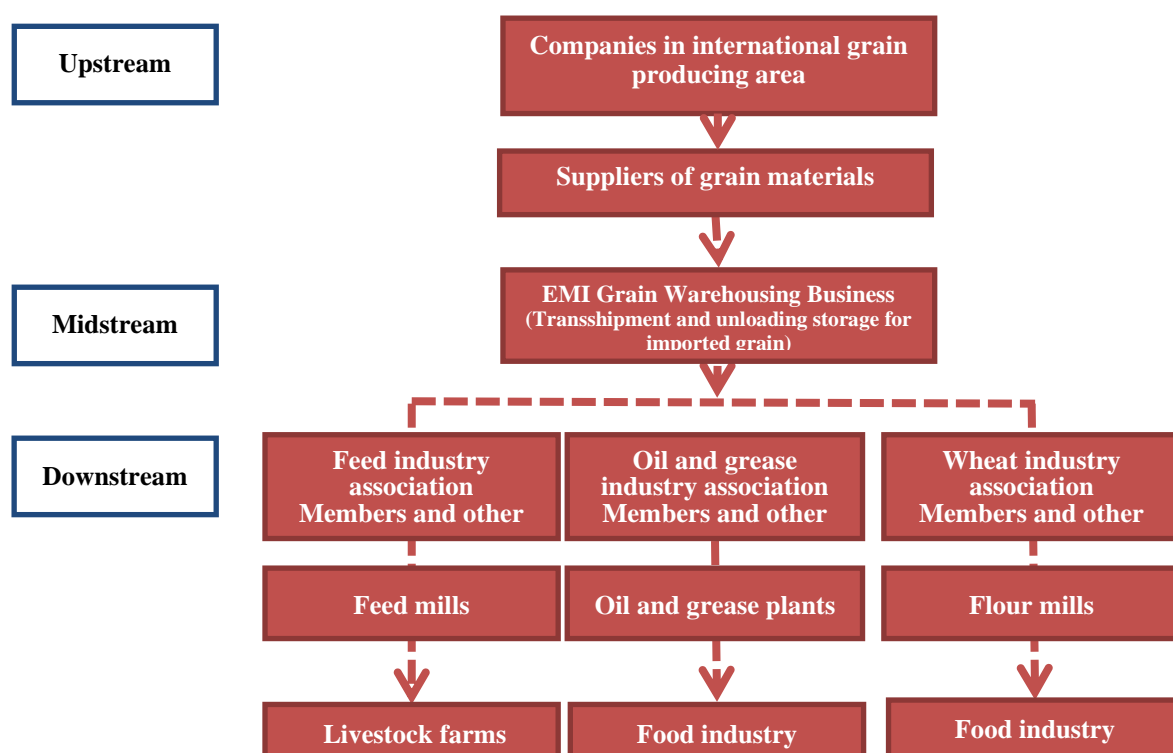 Upstream
Companies in international grain
producing area
Suppliers of grain materials
Midstream
EMI Grain Warehousing Business
(Transshipment and unloading storage for
imported grain)
Downstream
Feed industry
association
Members and other
Oil and grease
industry association
Members and other
Wheat industry
association
Members and other
Feed mills
Oil and grease plants
Flour mills
Livestock farms
Food industry
Food industry